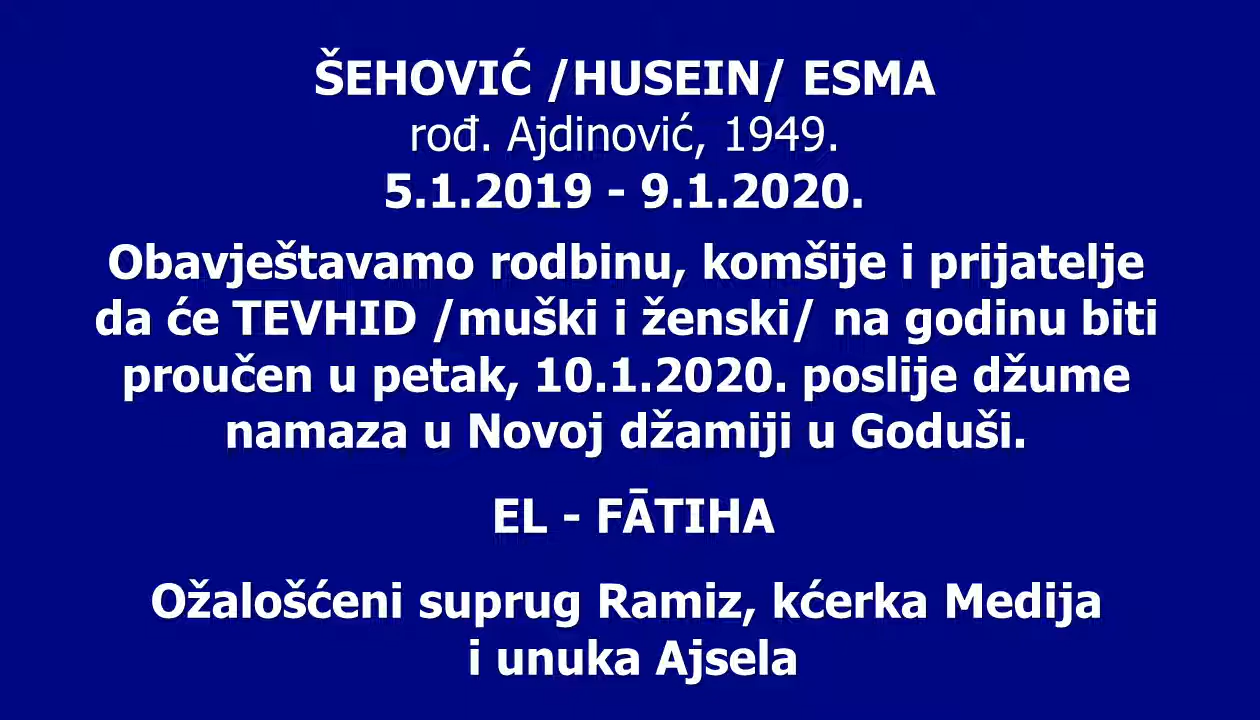 ŠEHOVIĆ /HUSEIN/ ESMA
rođ. Ajdinović, 1949.
5.1.2019 - 9.1.2020.
Obavještavamo rodbinu, komšije i prijatelje
da će TEVHID /muški i ženski/ na godinu biti
proučen u petak, 10.1.2020. poslije džume
namaza u Novoj džamiji u Goduši.
EL - FĀTIHA
Ožalošćeni suprug Ramiz, kćerka Medija
i unuka Ajsela